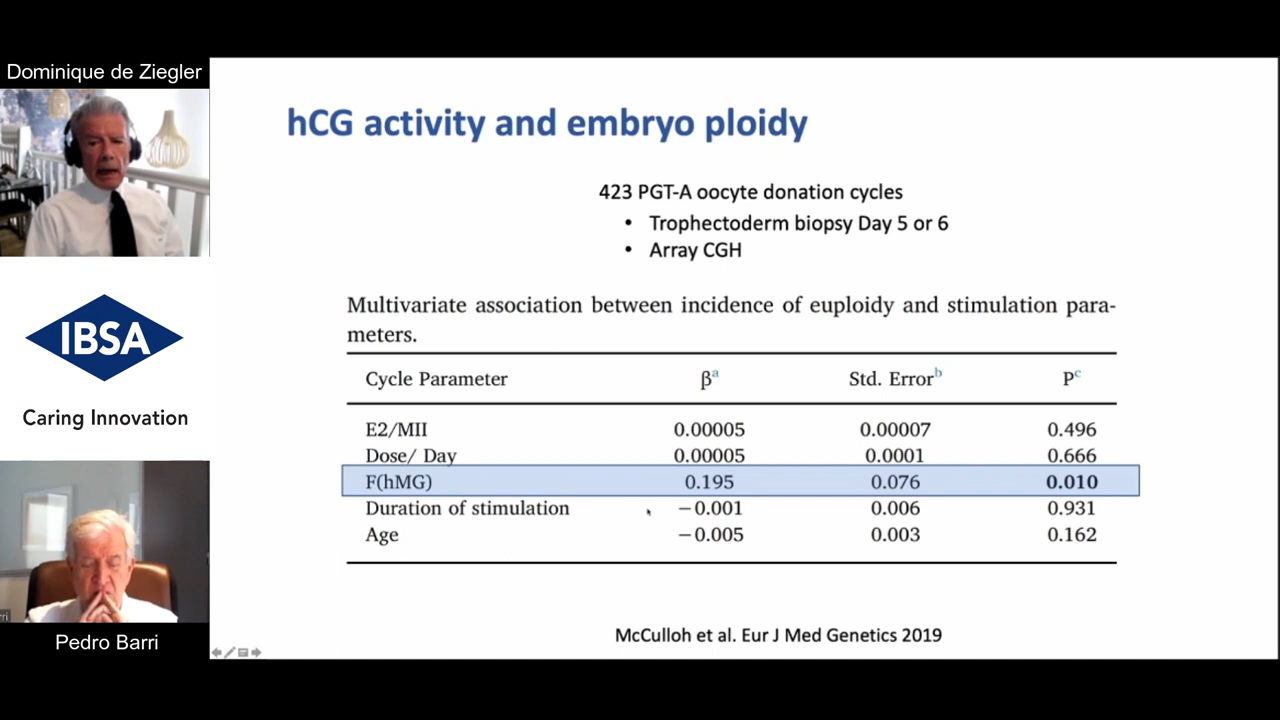 Dominique de Ziegler
IBSA
Caring Innovation
Pedro Barri
hCG activity and embryo ploidy
423 PGT-A oocyte donation cycles
• Trophectoderm biopsy Day 5 or 6
• Array CGH
Multivariate association between incidence of euploidy and stimulation para-
meters.
Cycle Parameter βa Std. Errorb Pc
E2/MII 0.00005 0.00007 0.496
Dose/ Day 0.00005 0.0001 0.666
F(hMG) 0.195 0.076 0.010
Duration of stimulation −0.001 0.006 0.931
Age −0.005 0.003 0.162
McCulloh et al. Eur J Med Genetics 2019